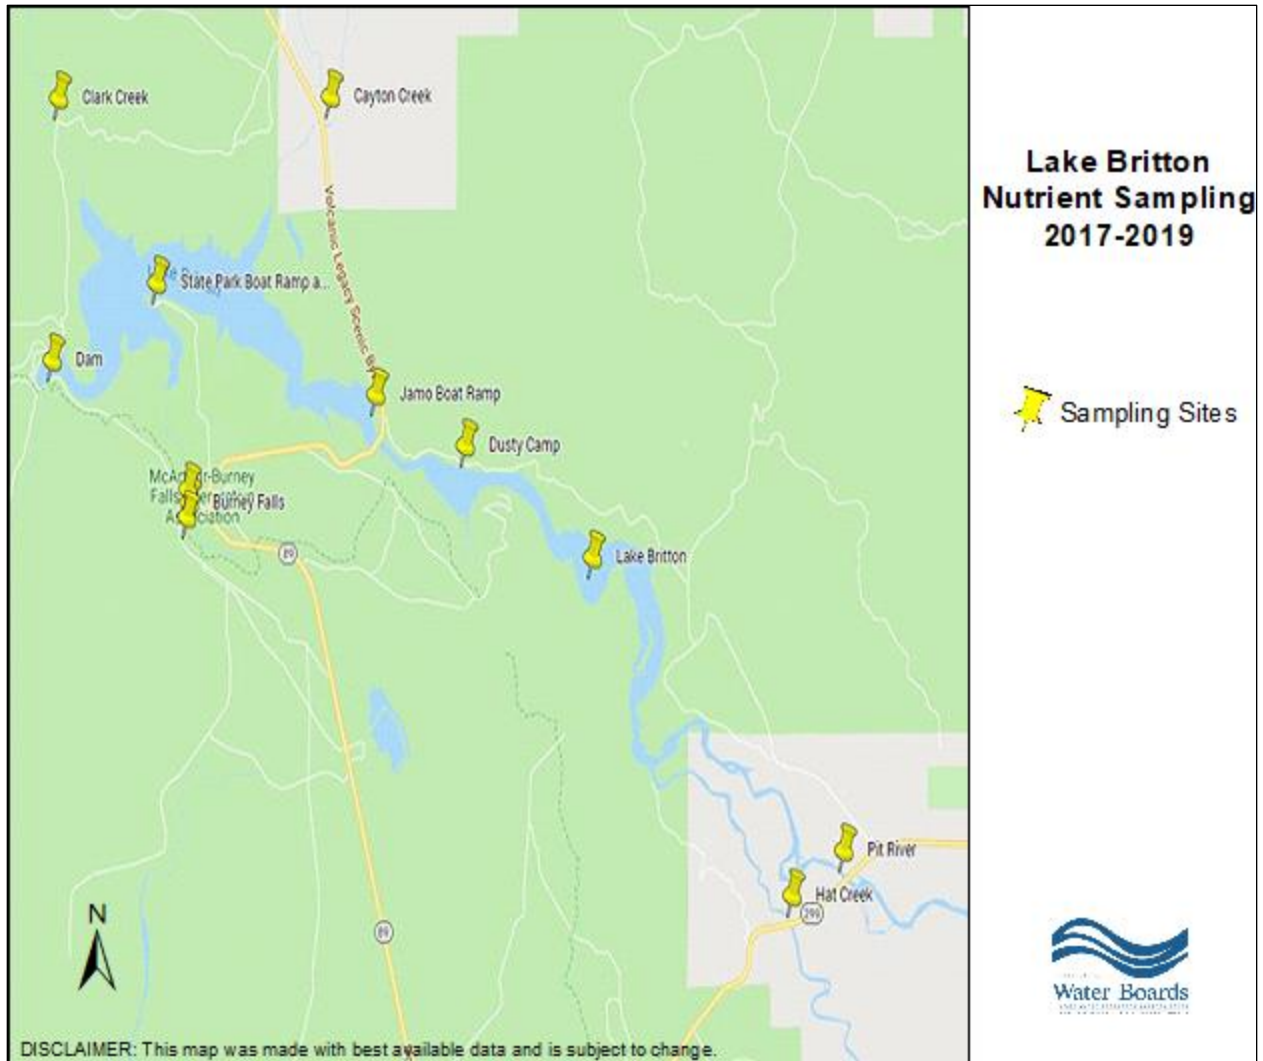 Clark Creek
Cayton Creek
Volcanic Legacy Scenic B
State Park Boat Ramp a...
Dam
Jamo Boat Ramp
Dusty Camp
Burney Falls
89
Lake Britton
Pit River
Hat Creek
299
89
N
DISCLAIMER: This map was made with best available data and is subject to change.
Lake Britton
Nutrient Sampling
2017-2019
Sampling Sites
Water Boards